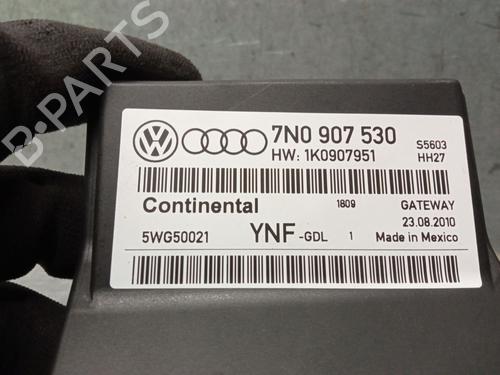 7N0 907 530
HW: 1K0907951
S5603
HH27
Continental
1809
GATEWAY
23.08.2010
5WG50021
YNF -GDL 1
Made in Mexico
B-PARTS